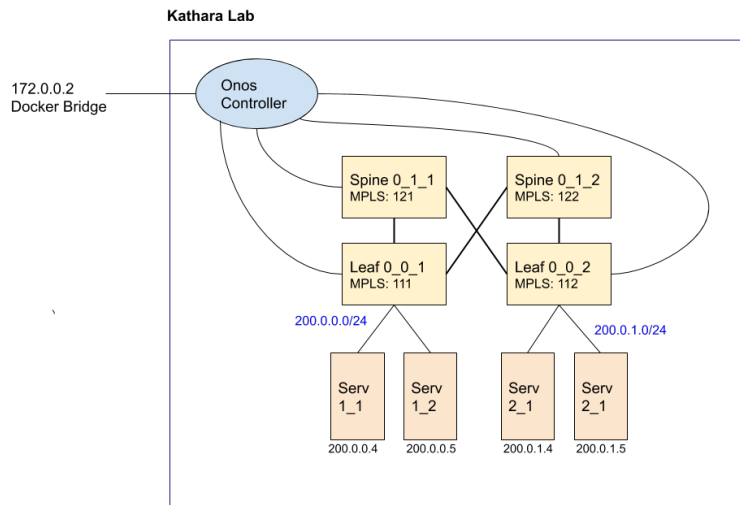 Kathara Lab
172.0.0.2
Docker Bridge
Onos
Controller
Spine 0_1_1
MPLS: 121
Spine 0_1_2
MPLS: 122
Leaf 0_0_1
MPLS: 111
Leaf 0_0_2
MPLS: 112
200.0.0.0/24
200.0.1.0/24
Serv
1_1
Serv
1_2
Serv
2_1
Serv
2_1
200.0.0.4
200.0.0.5
200.0.1.4
200.0.1.5